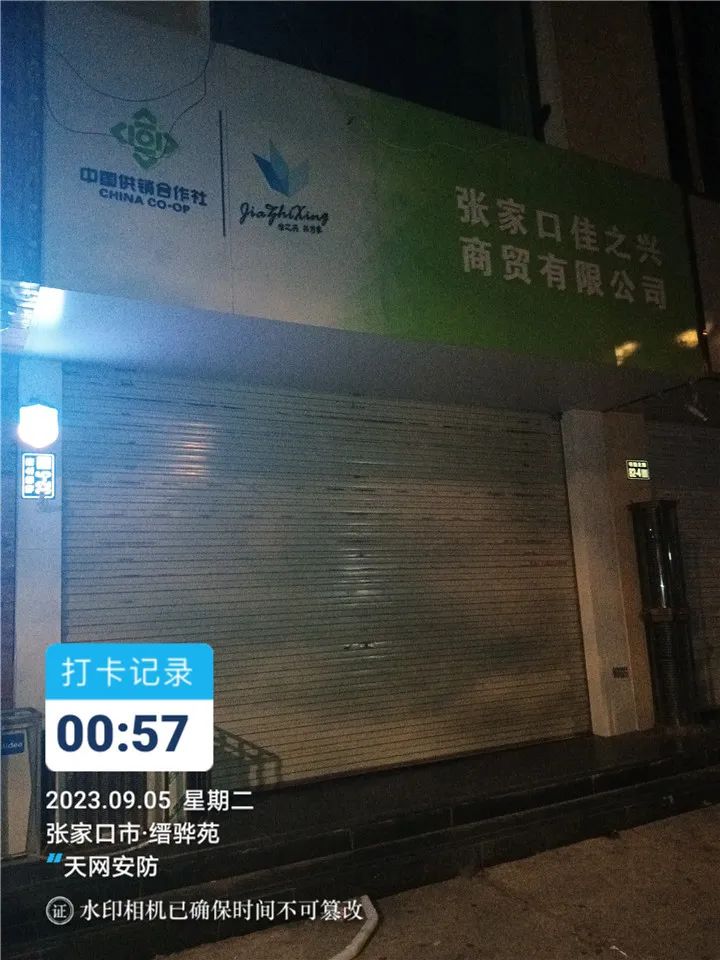 中国供销合作社
CHINA CO-OP
JiaZhiXing
张家口佳之兴
商贸有限公司
Midea
打卡记录
00:57
2023.09.05 星期二
张家口市·缙骅苑
天网安防
证 水印相机已确保时间不可篡改